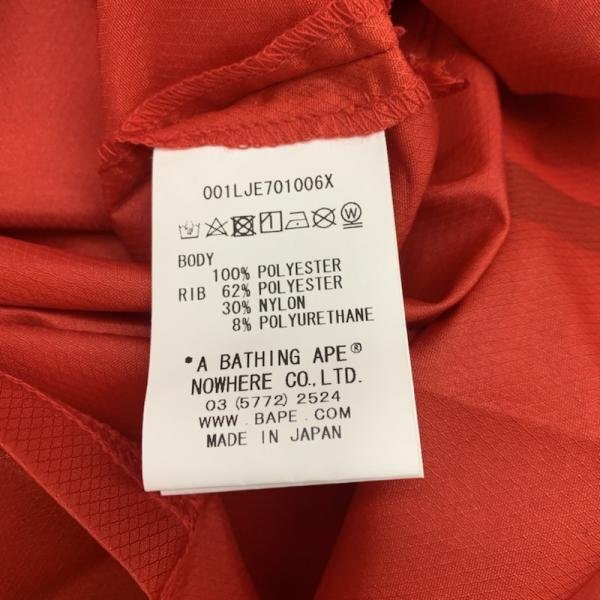 001LJE701006X
W
BODY
100% POLYESTER
RIB 62% POLYESTER
30% NYLON
8% POLYURETHANE
*A BATHING APE®
NOWHERE CO.,LTD.
03 (5772) 2524
WWW.BAPE.COM
MADE IN JAPAN